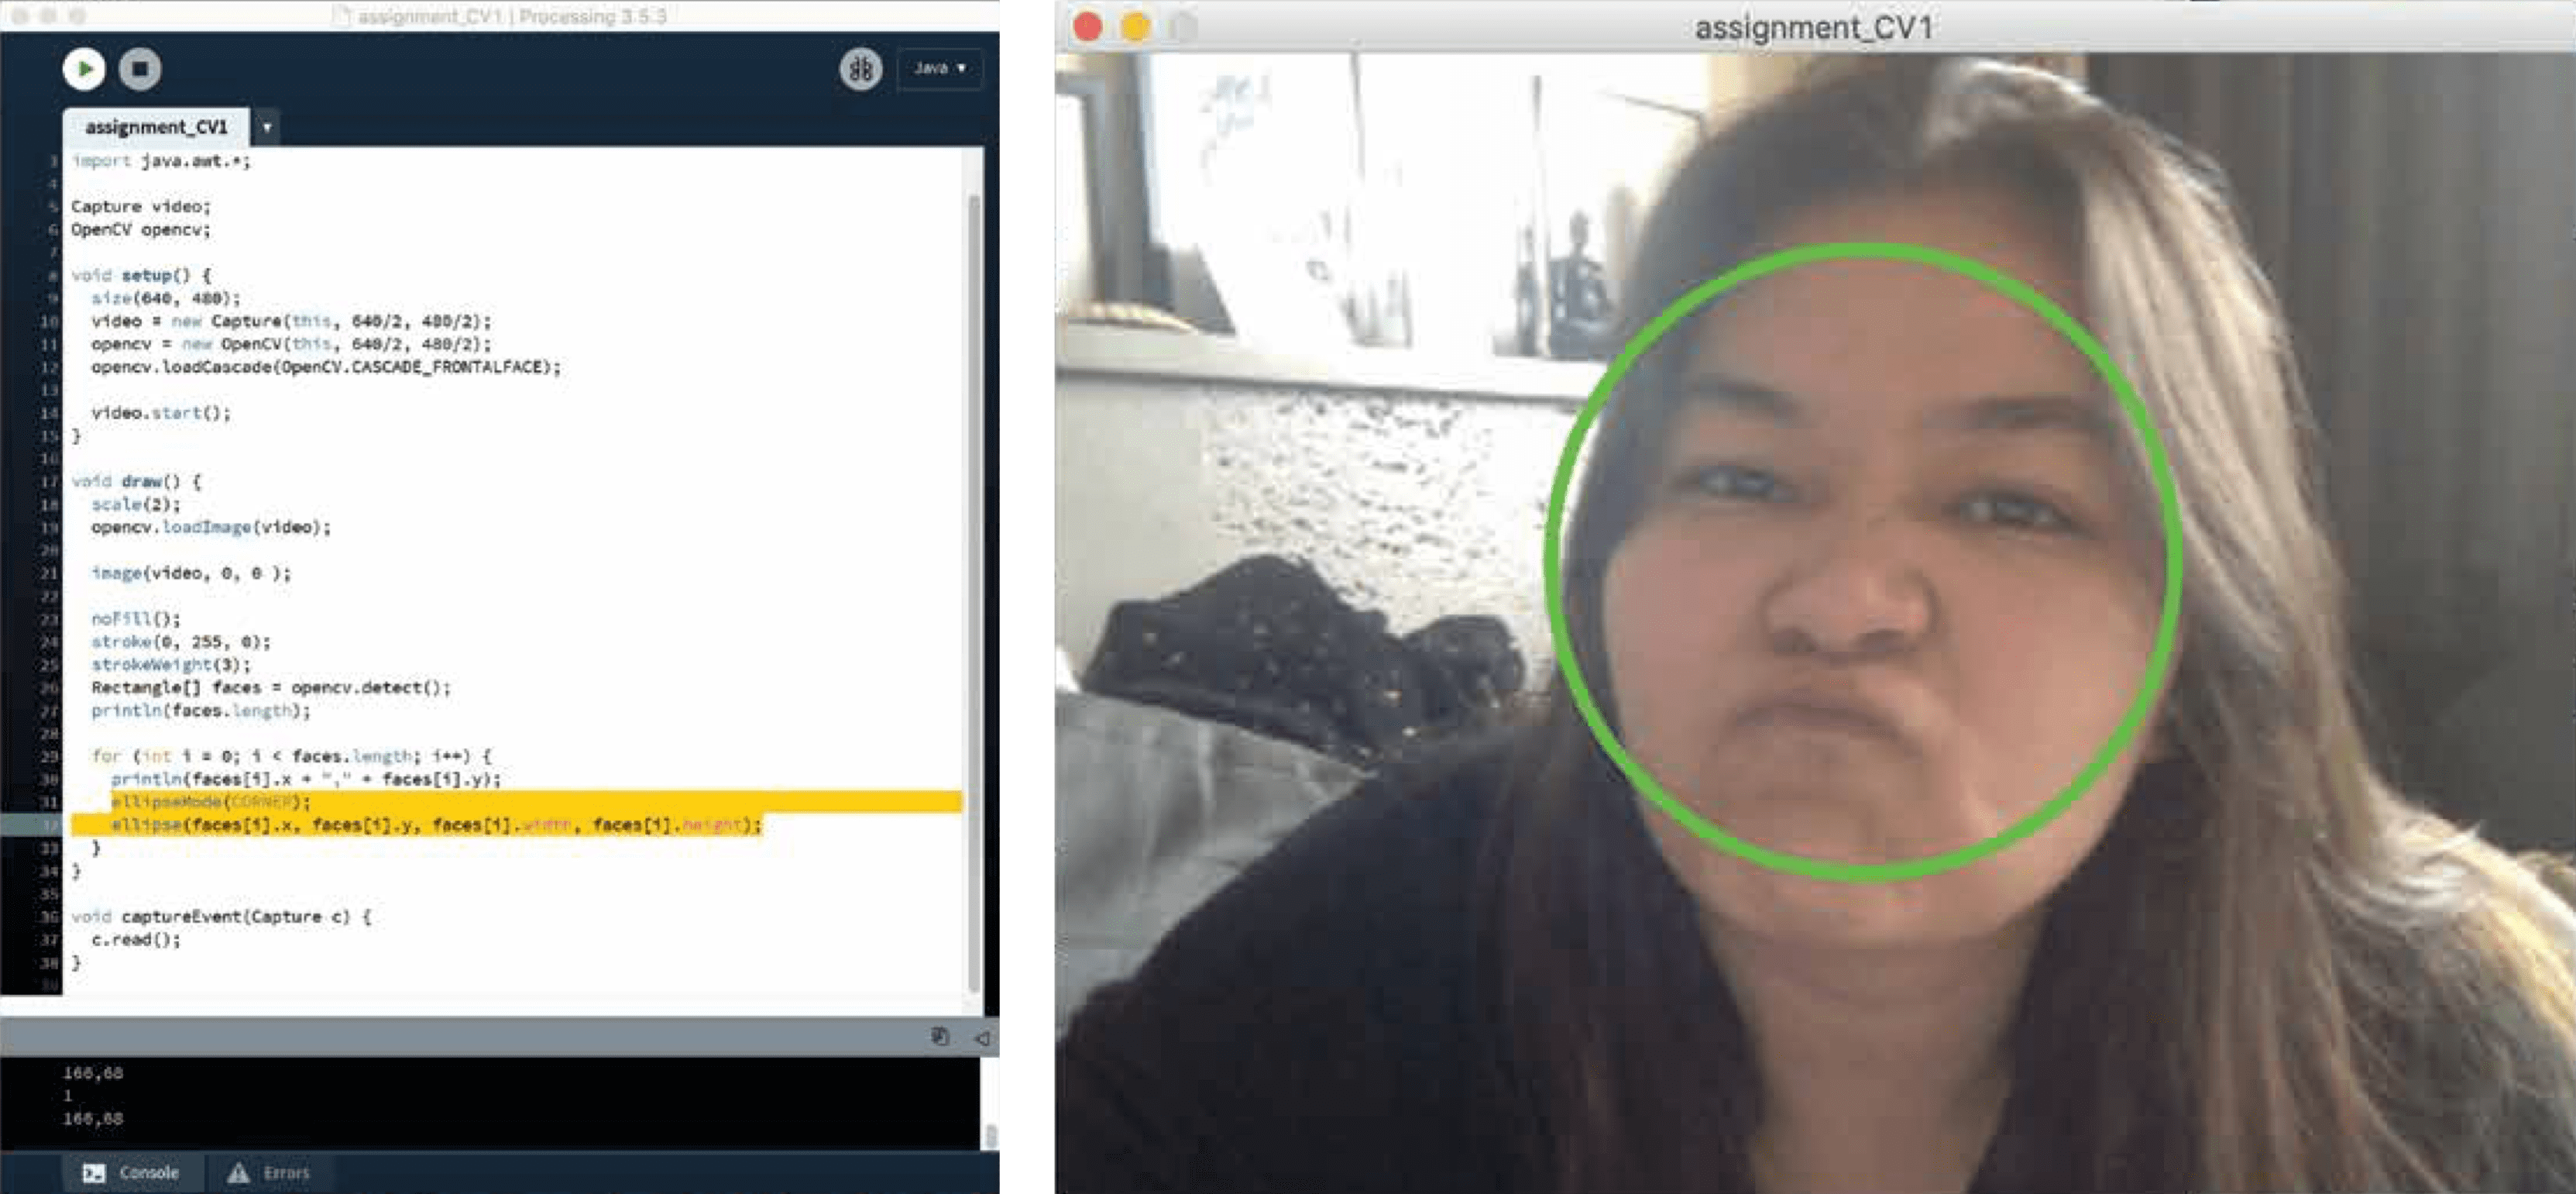 assignment_CV1 | Processing 3.5.3
Java
assignment_CV1
3 import java.awt.*;
4
5 Capture video;
6 OpenCV opencv;
7
8 void setup() {
9 size(640, 480);
10 video = new Capture(this, 640/2, 480/2);
11 opencv = new OpenCV(this, 640/2, 480/2);
12 opencv.loadCascade(OpenCV.CASCADE_FRONTALFACE);
13
14 video.start();
15 }
16
17 void draw() {
18 scale(2);
19 opencv.loadImage(video);
20
21 image(video, 0, 0 );
22
23 noFill();
24 stroke(0, 255, 0);
25 strokeWeight(3);
26 Rectangle[] faces = opencv.detect();
27 println(faces.length);
28
29 for (int i = 0; i < faces.length; i++) {
30 println(faces[i].x + "," + faces[i].y);
31 ellipseMode(CORNER);
32 ellipse(faces[i].x, faces[i].y, faces[i].width, faces[i].height);
33 }
34 }
35
36 void captureEvent(Capture c) {
37 c.read();
38 }
39
166,68
1
166,68
Console
Errors
assignment_CV1